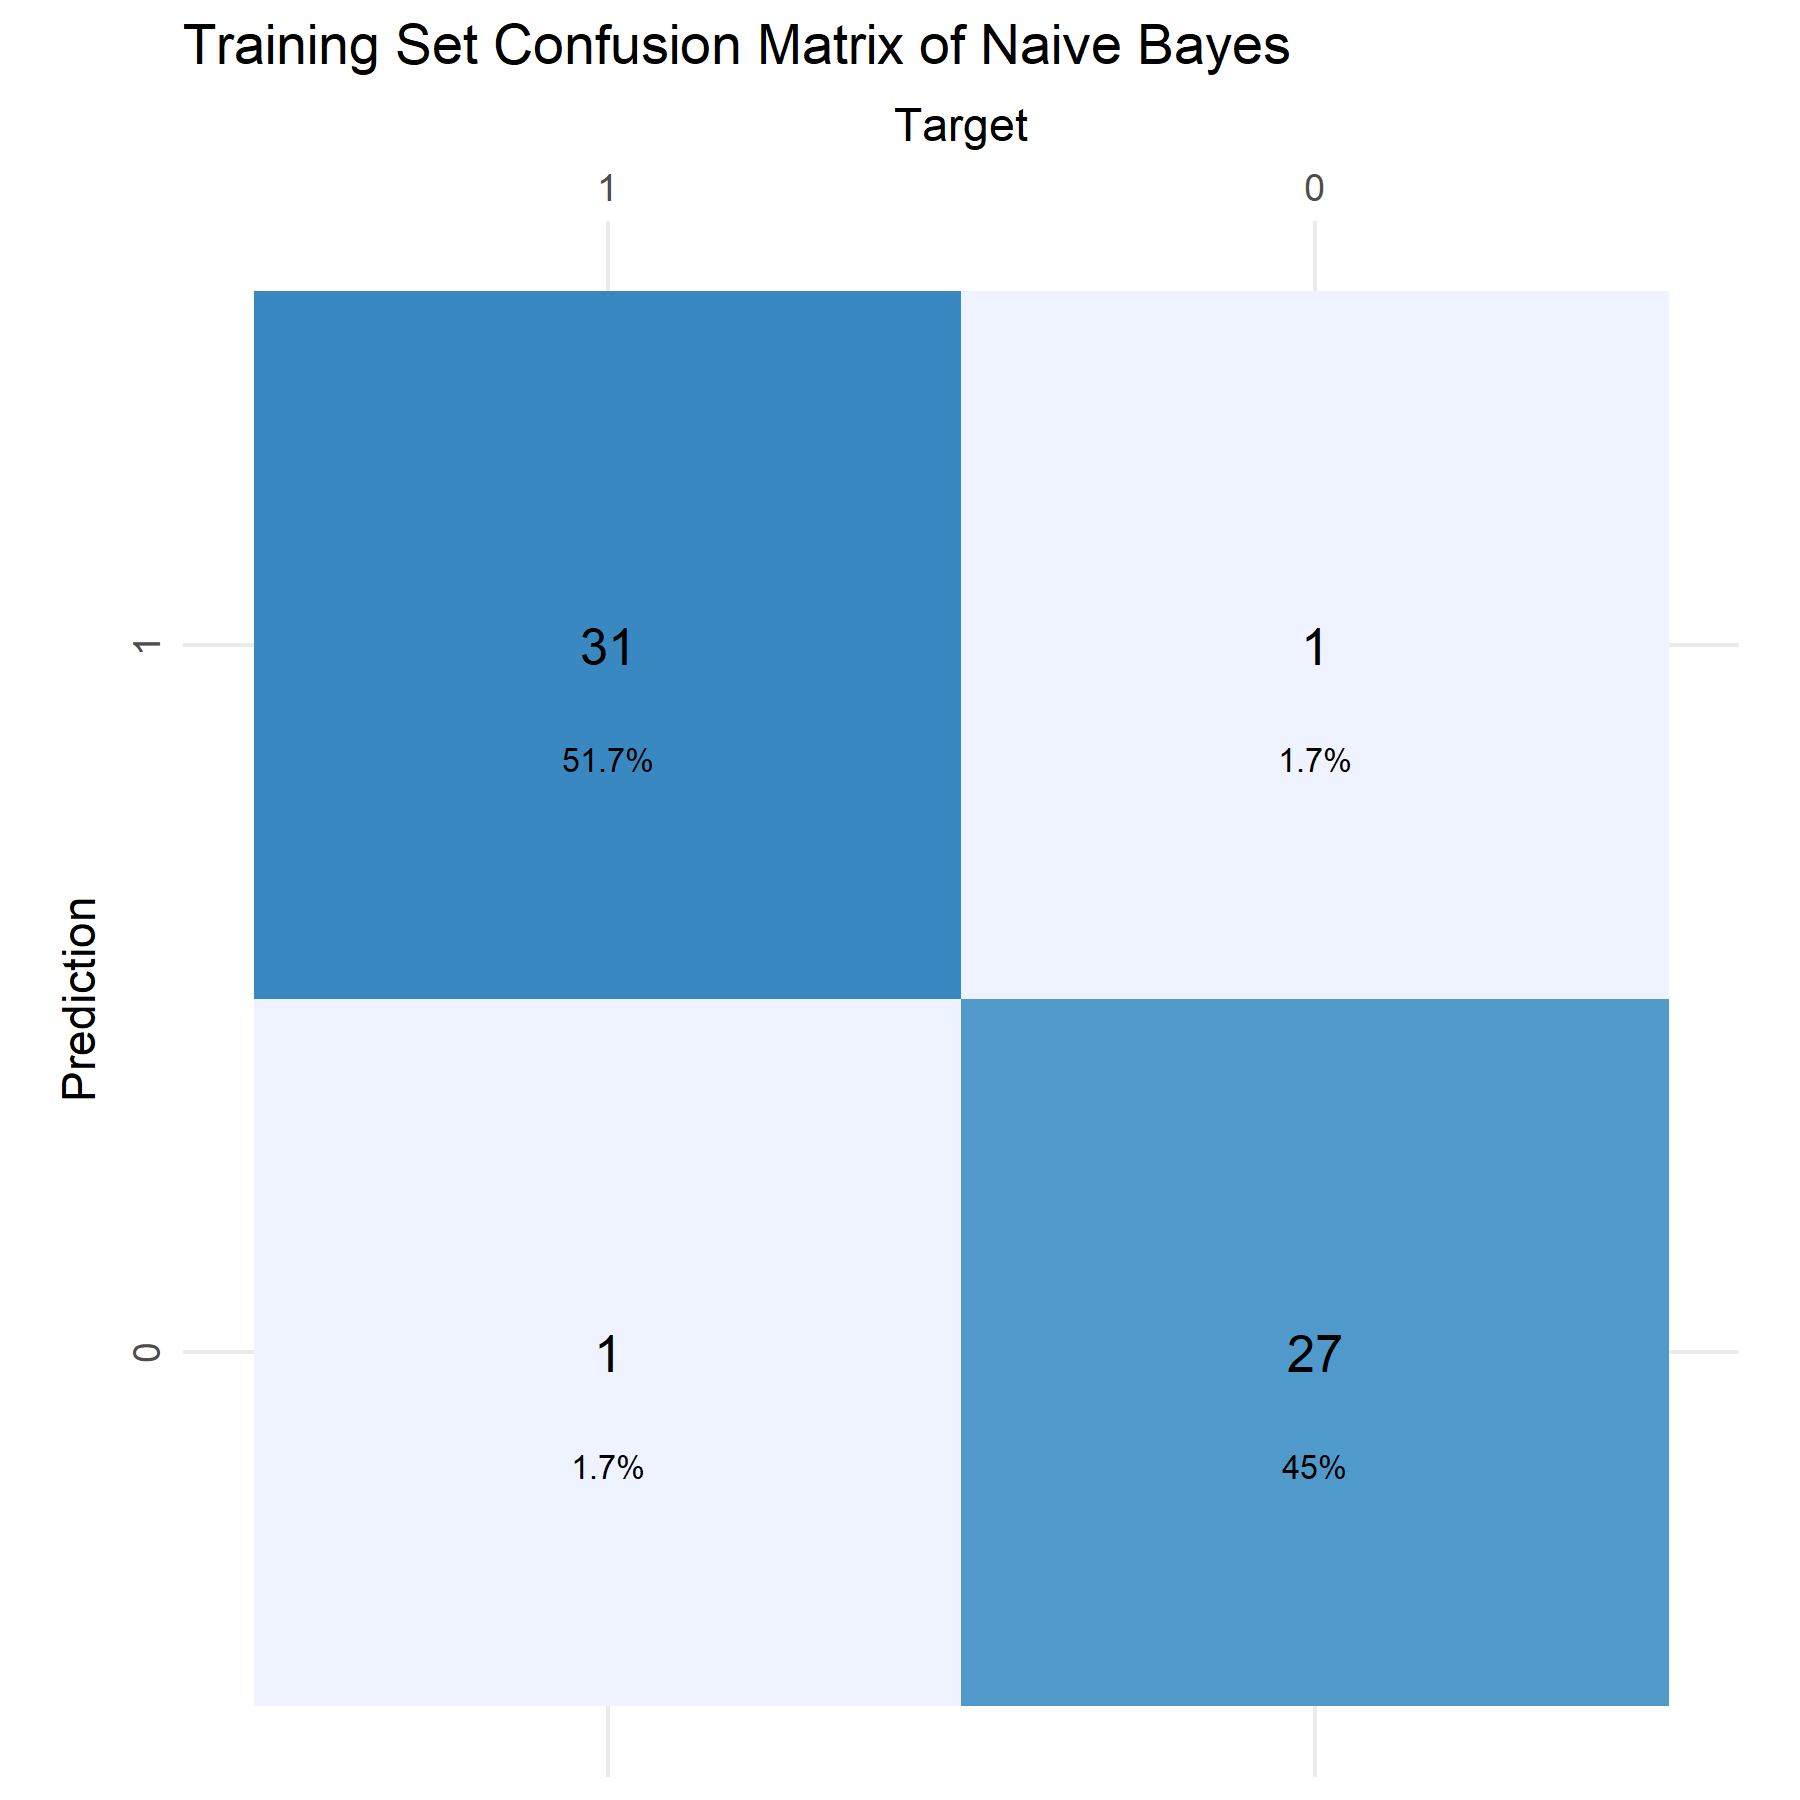 Training Set Confusion Matrix of Naive Bayes
Target
1 0
1
31 1
51.7% 1.7%
Prediction
0
1 27
1.7% 45%